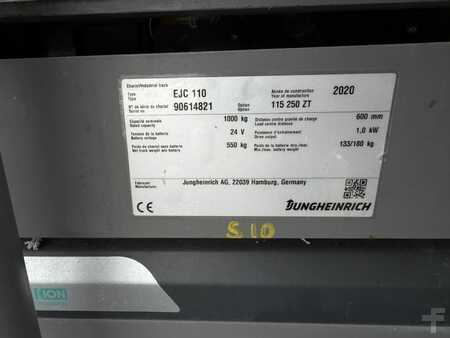 Chariot/Industrial truck
Type EJC 110 Année de construction 2020
Type Year of manufacture
N° de série du chariot 90614821 Option 115 250 ZT
Serial no. Option
Capacité nominale 1000 kg Distance centre gravité de charge 600 mm
Rated capacity Load centre distance
Tension de la batterie 24 V Puissance d'entraînement 1,0 kW
Battery voltage Drive output
Poids du chariot sans batterie 550 kg Poids de la batterie min./max. 133/180 kg
Net truck weight w/o battery Min./max. battery weight
Fabricant Jungheinrich AG, 22039 Hamburg, Germany
Manufacturer
CE JUNGHEINRICH
S10
ION